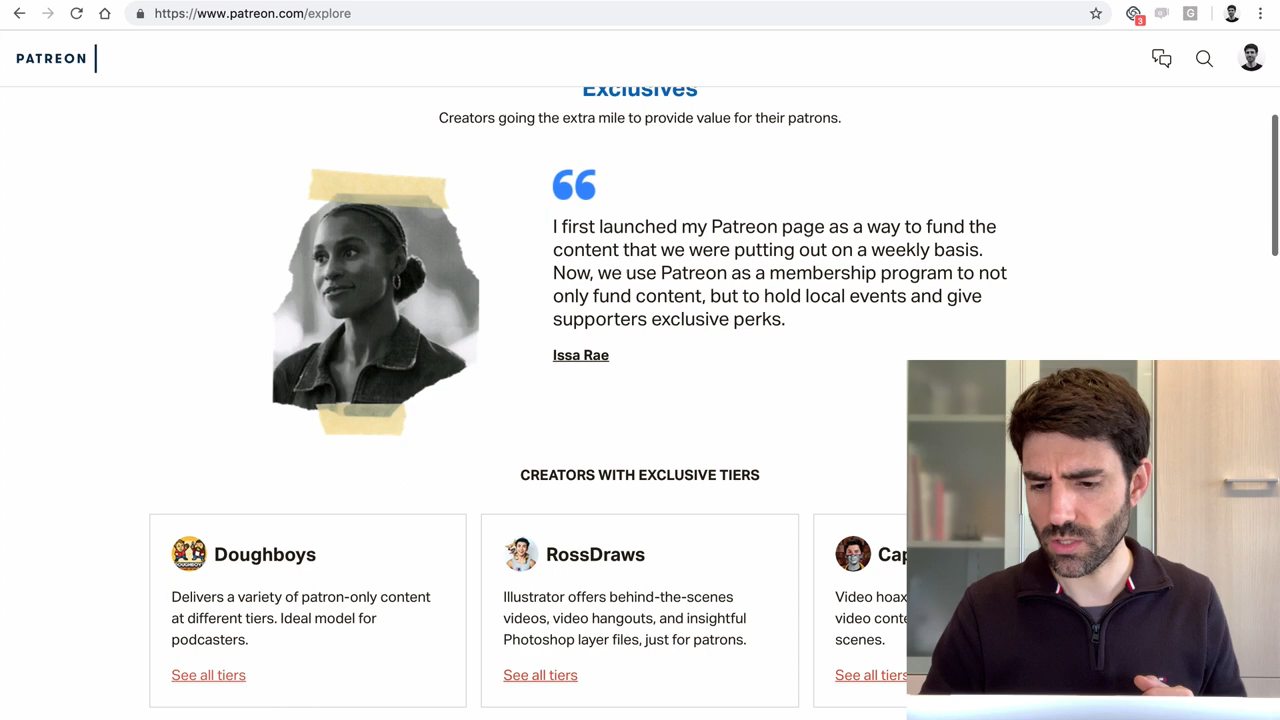 https://www.patreon.com/explore
3
G
PATREON
Exclusives
Creators going the extra mile to provide value for their patrons.
I first launched my Patreon page as a way to fund the
content that we were putting out on a weekly basis.
Now, we use Patreon as a membership program to not
only fund content, but to hold local events and give
supporters exclusive perks.
Issa Rae
CREATORS WITH EXCLUSIVE TIERS
Doughboys
Delivers a variety of patron-only content
at different tiers. Ideal model for
podcasters.
See all tiers
RossDraws
Illustrator offers behind-the-scenes
videos, video hangouts, and insightful
Photoshop layer files, just for patrons.
See all tiers
Cap
Video hoax
video conte
scenes.
See all tiers